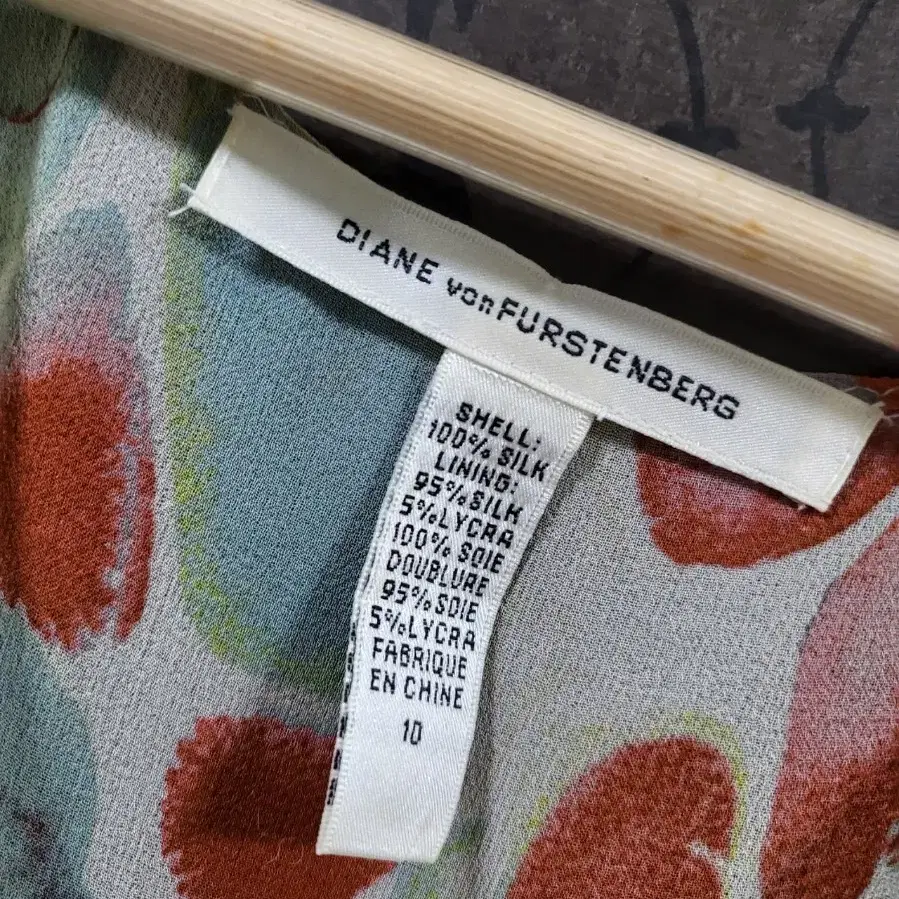 DIANE von FURSTENBERG
SHELL:
100% SILK
LINING:
95% SILK
5% LYCRA
100% SOIE
DOUBLURE
95% SOIE
5% LYCRA
FABRIQUE
EN CHINE
10